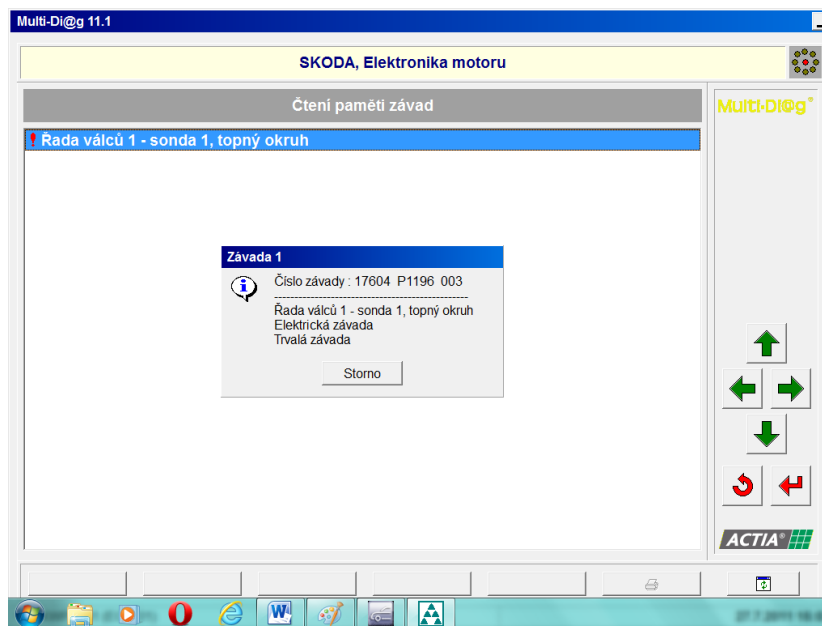 Multi-Di@g 11.1
SKODA, Elektronika motoru
Čtení paměti závad
Multi-Di@g®
! Řada válců 1 - sonda 1, topný okruh
Závada 1
Číslo závady : 17604 P1196 003
------------------------------------------------
Řada válců 1 - sonda 1, topný okruh
Elektrická závada
Trvalá závada
Storno
ACTIA®